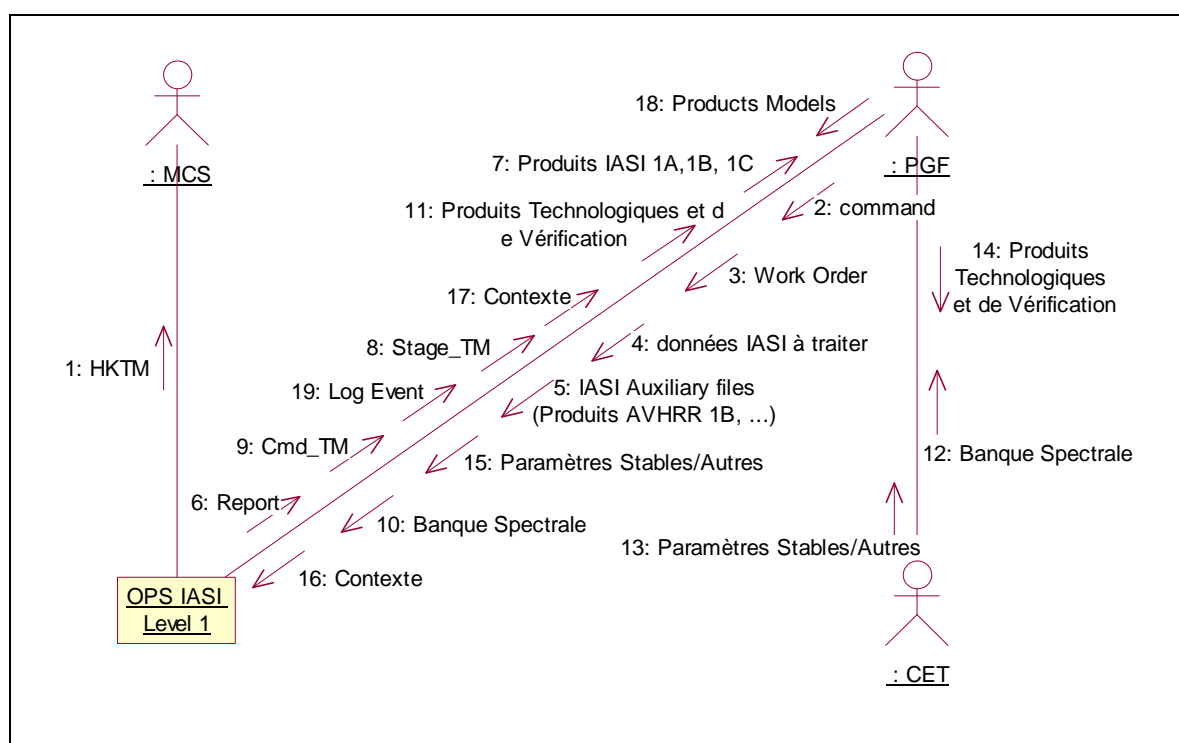 18: Products Models
: MCS
7: Produits IASI 1A,1B, 1C
: PGF
11: Produits Technologiques et d
e Vérification
2: command
14: Produits
Technologiques
et de Vérification
3: Work Order
17: Contexte
8: Stage_TM
4: données IASI à traiter
1: HKTM
19: Log Event
5: IASI Auxiliary files
(Produits AVHRR 1B, ...)
9: Cmd_TM
12: Banque Spectrale
15: Paramètres Stables/Autres
6: Report
10: Banque Spectrale
13: Paramètres Stables/Autres
16: Contexte
OPS IASI
Level 1
: CET